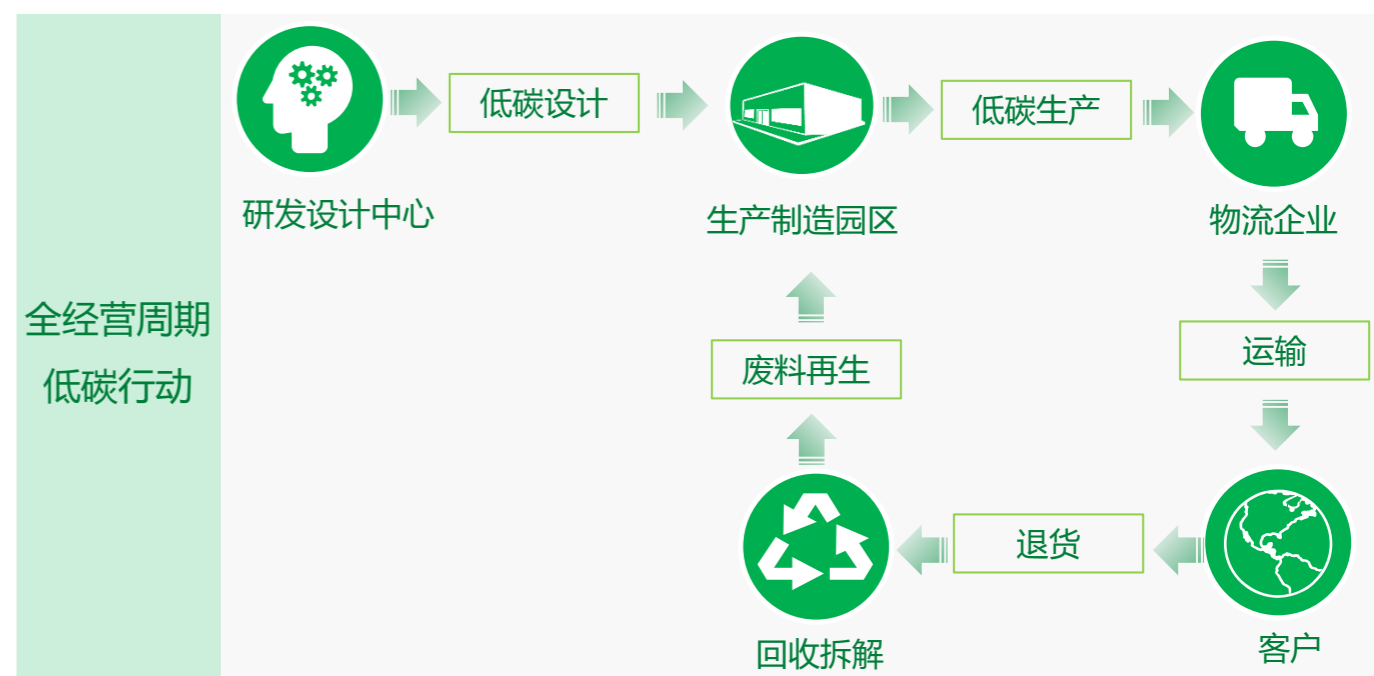 全经营周期
低碳行动
低碳设计
低碳生产
研发设计中心
生产制造园区
物流企业
废料再生
运输
退货
回收拆解
客户